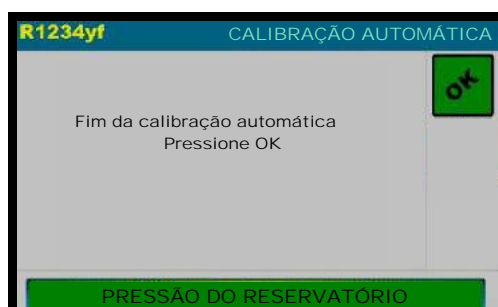 R1234yf CALIBRAÇÃO AUTOMÁTICA
OK
Fim da calibração automática
Pressione OK
PRESSÃO DO RESERVATÓRIO